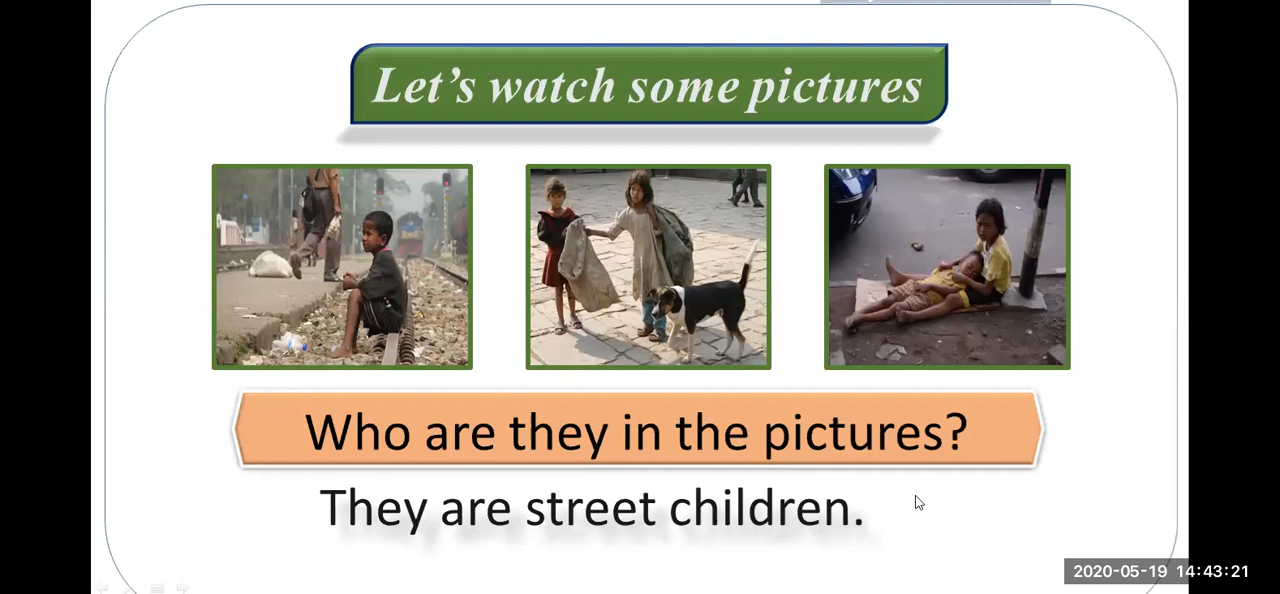 Let's watch some pictures
Who are they in the pictures?
They are street children.
2020-05-19 14:43:21